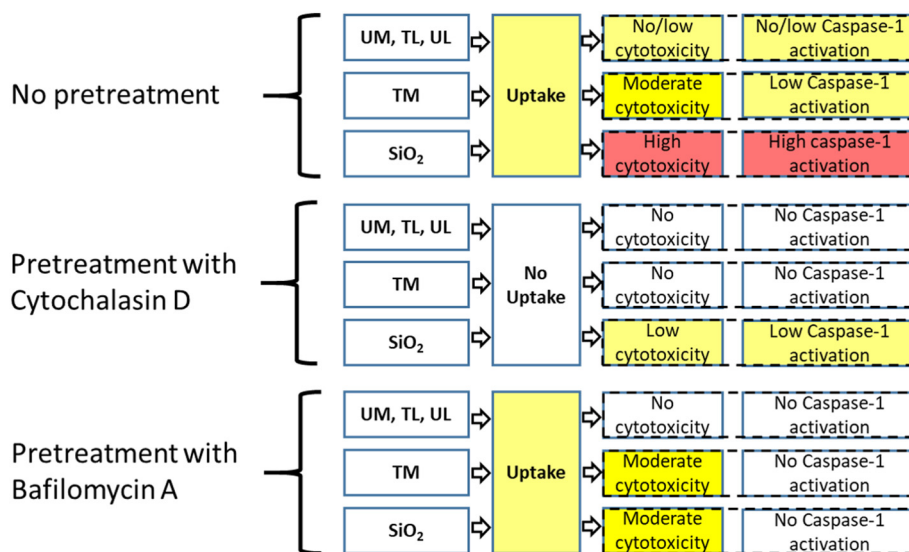 No pretreatment
UM, TL, UL
TM
SiO₂
Uptake
No/low
cytotoxicity
No/low Caspase-1
activation
Moderate
cytotoxicity
Low Caspase-1
activation
High
cytotoxicity
High caspase-1
activation
Pretreatment with
Cytochalasin D
UM, TL, UL
TM
SiO₂
No
Uptake
No
cytotoxicity
No Caspase-1
activation
No
cytotoxicity
No Caspase-1
activation
Low
cytotoxicity
Low Caspase-1
activation
Pretreatment with
Bafilomycin A
UM, TL, UL
TM
SiO₂
Uptake
No
cytotoxicity
No Caspase-1
activation
Moderate
cytotoxicity
No Caspase-1
activation
Moderate
cytotoxicity
No Caspase-1
activation